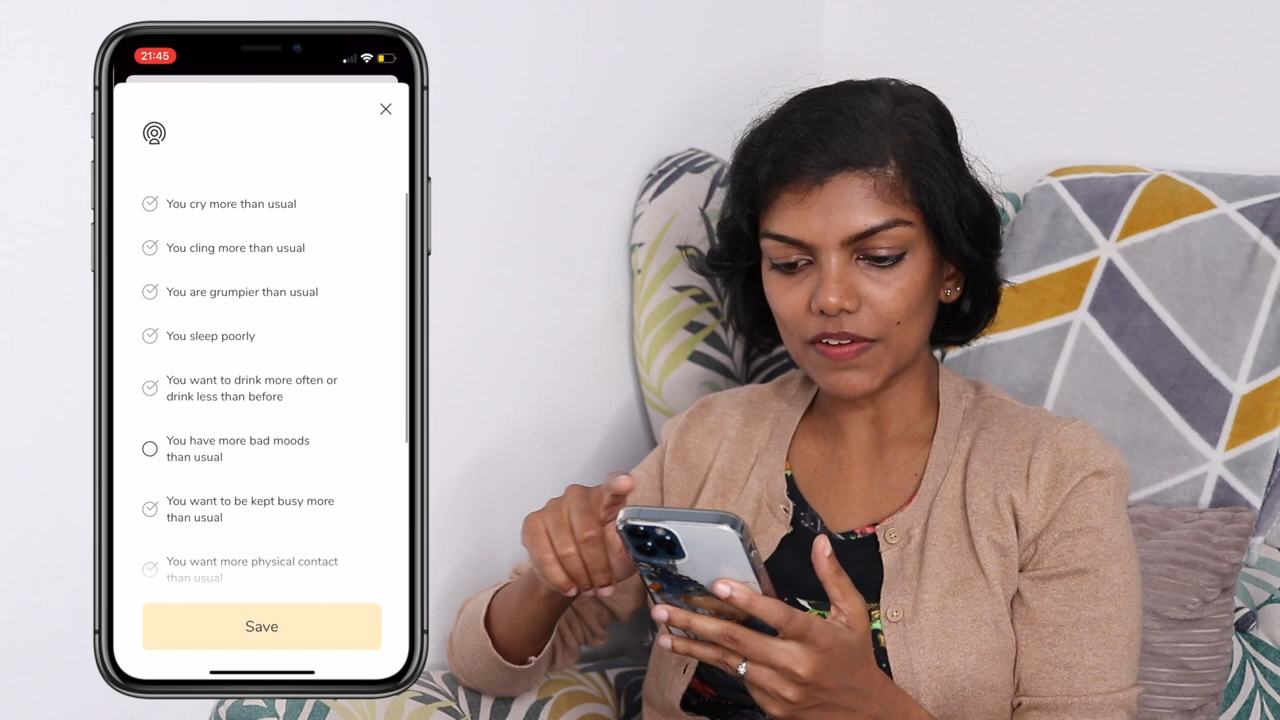 21:45
You cry more than usual
You cling more than usual
You are grumpier than usual
You sleep poorly
You want to drink more often or
drink less than before
You have more bad moods
than usual
You want to be kept busy more
than usual
You want more physical contact
than usual
Save